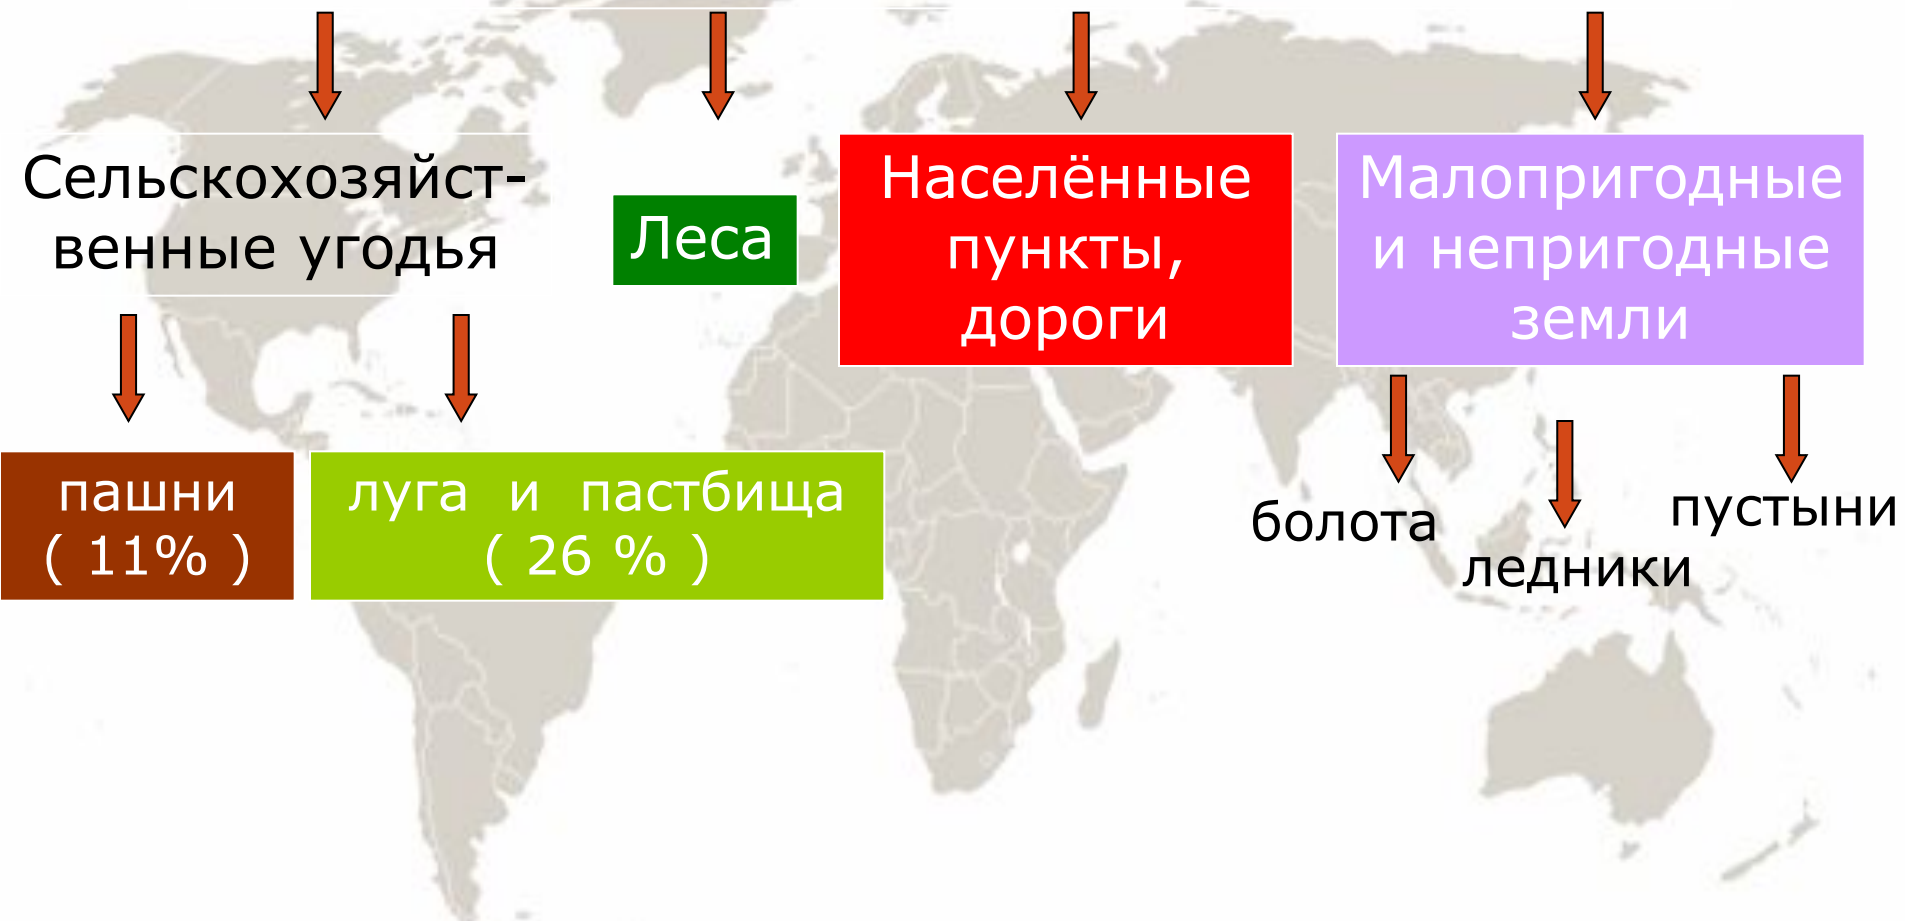 Сельскохозяйст-
венные угодья
Леса
Населённые
пункты,
дороги
Малопригодные
и непригодные
земли
пашни
( 11% )
луга и пастбища
( 26 % )
болота
ледники
пустыни